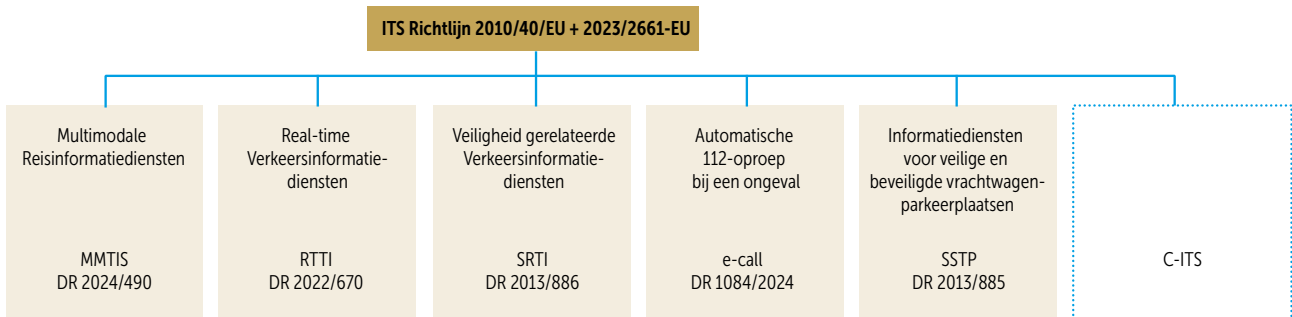 ITS Richtlijn 2010/40/EU + 2023/2661-EU
Multimodale
Reisinformatiediensten
MMTIS
DR 2024/490
Real-time
Verkeersinformatie-
diensten
RTTI
DR 2022/670
Veiligheid gerelateerde
Verkeersinformatie-
diensten
SRTI
DR 2013/886
Automatische
112-oproep
bij een ongeval
e-call
DR 1084/2024
Informatiediensten
voor veilige en
beveiligde vrachtwagen-
parkeerplaatsen
SSTP
DR 2013/885
C-ITS